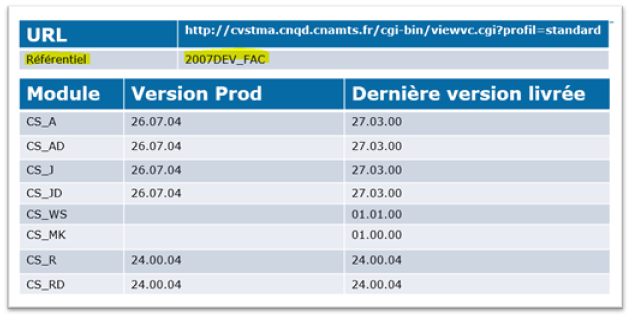 URL http://cvstma.cnqd.cnamts.fr/cgi-bin/viewvc.cgi?profil=standard
Référentiel 2007DEV_FAC
Module Version Prod Dernière version livrée
CS_A 26.07.04 27.03.00
CS_AD 26.07.04 27.03.00
CS_J 26.07.04 27.03.00
CS_JD 26.07.04 27.03.00
CS_WS 01.01.00
CS_MK 01.00.00
CS_R 24.00.04 24.00.04
CS_RD 24.00.04 24.00.04